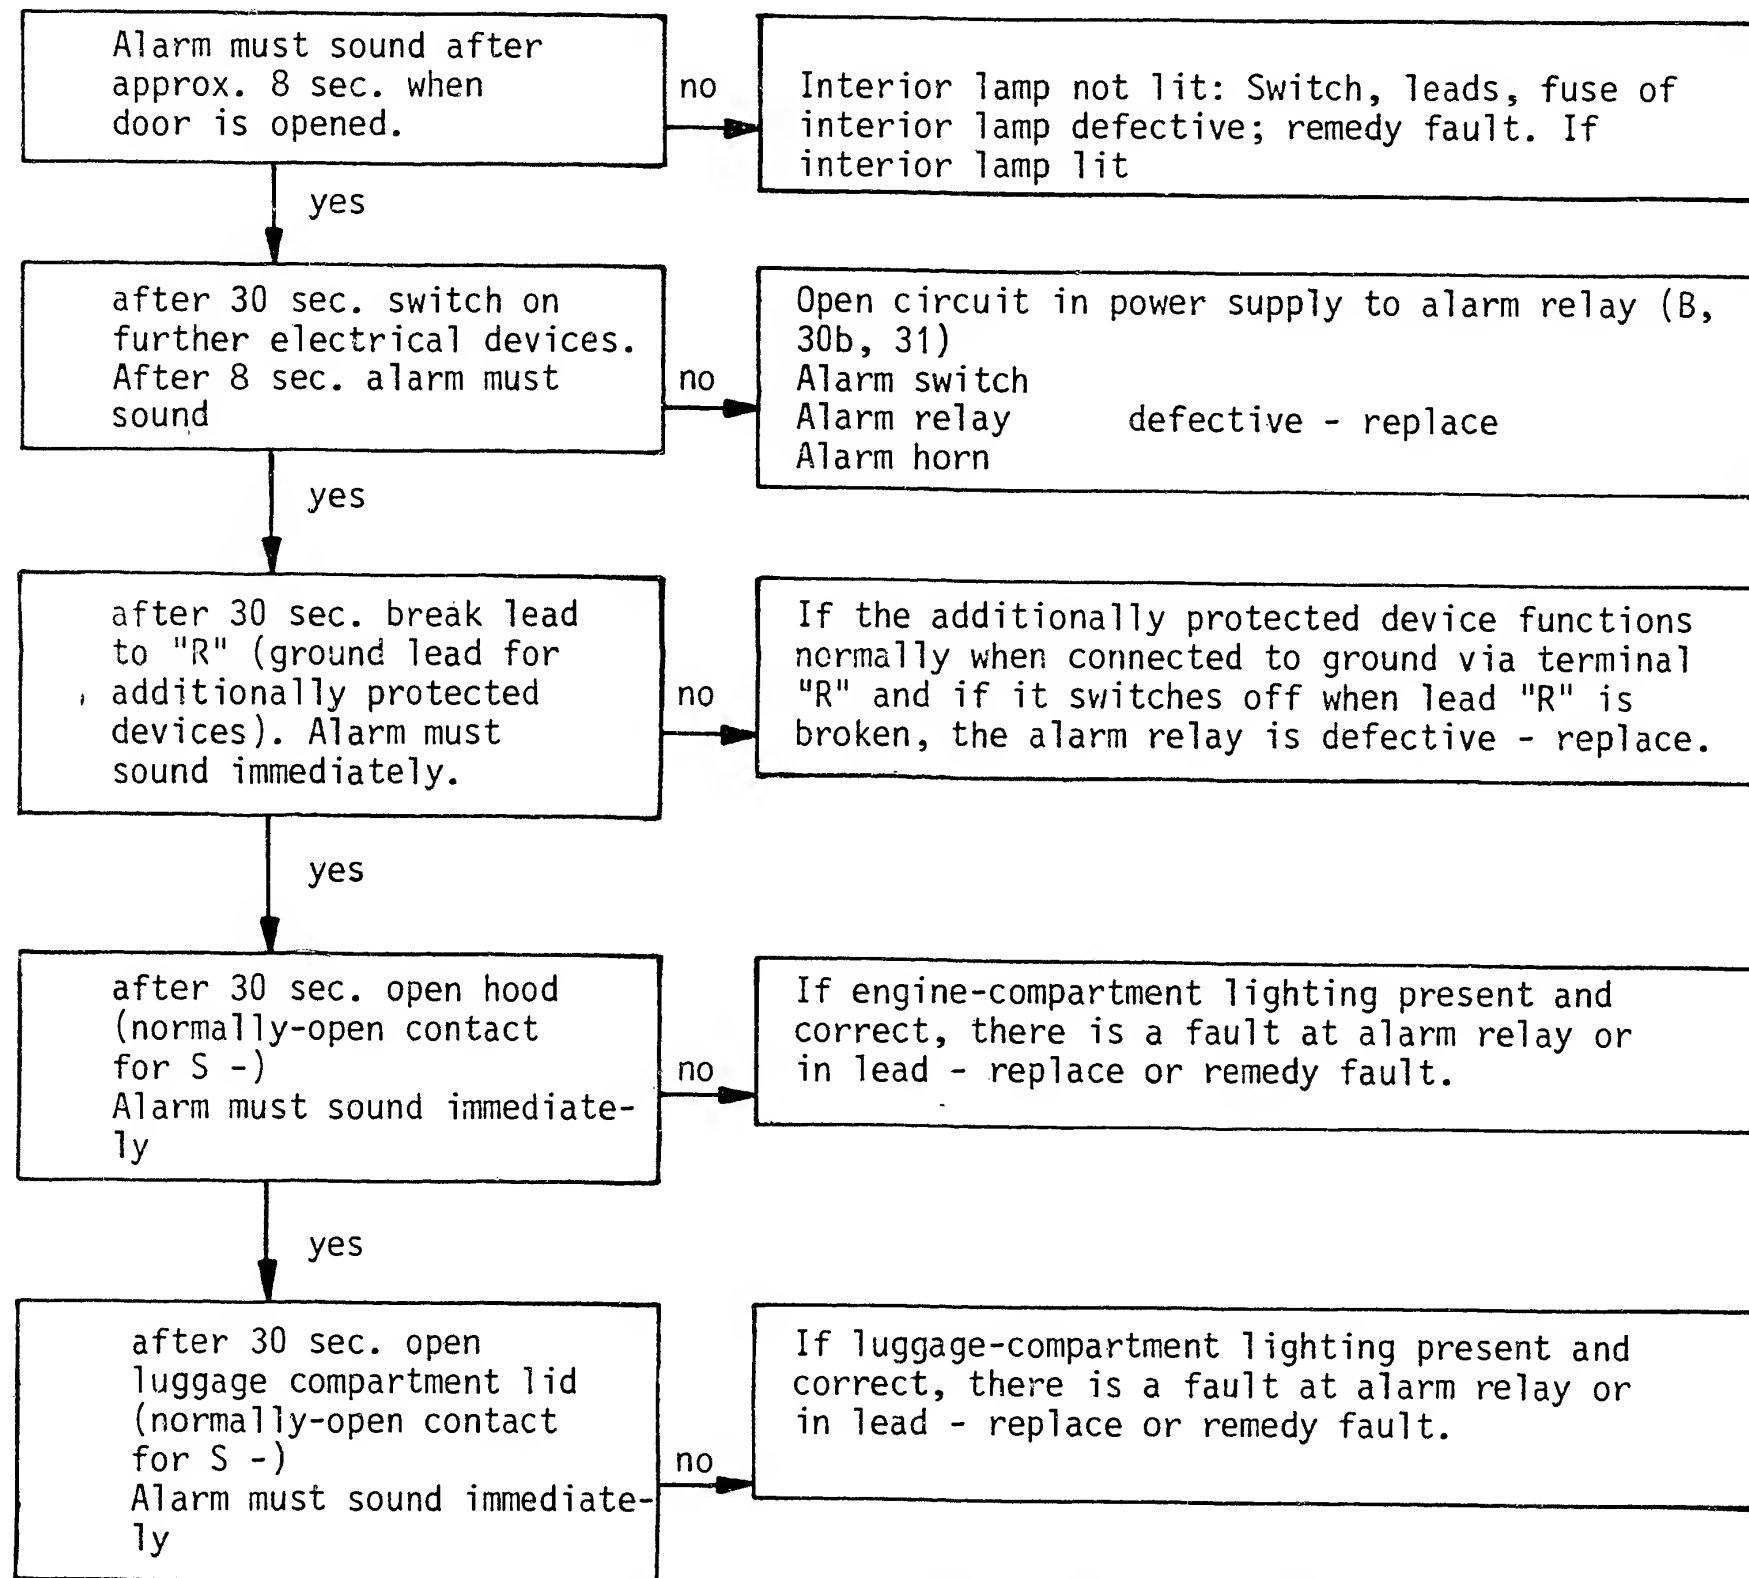 Alarm must sound after
approx. 8 sec. when
door is opened.
no
Interior lamp not lit: Switch, leads, fuse of
interior lamp defective; remedy fault. If
interior lamp lit
yes
after 30 sec. switch on
further electrical devices.
After 8 sec. alarm must
sound
no
Open circuit in power supply to alarm relay (B,
30b, 31)
Alarm switch
Alarm relay defective - replace
Alarm horn
yes
after 30 sec. break lead
to "R" (ground lead for
additionally protected
devices). Alarm must
sound immediately.
no
If the additionally protected device functions
normally when connected to ground via terminal
"R" and if it switches off when lead "R" is
broken, the alarm relay is defective - replace.
yes
after 30 sec. open hood
(normally-open contact
for S -)
Alarm must sound immediate-
ly
no
If engine-compartment lighting present and
correct, there is a fault at alarm relay or
in lead - replace or remedy fault.
yes
after 30 sec. open
luggage compartment lid
(normally-open contact
for S -)
Alarm must sound immediate-
ly
no
If luggage-compartment lighting present and
correct, there is a fault at alarm relay or
in lead - replace or remedy fault.